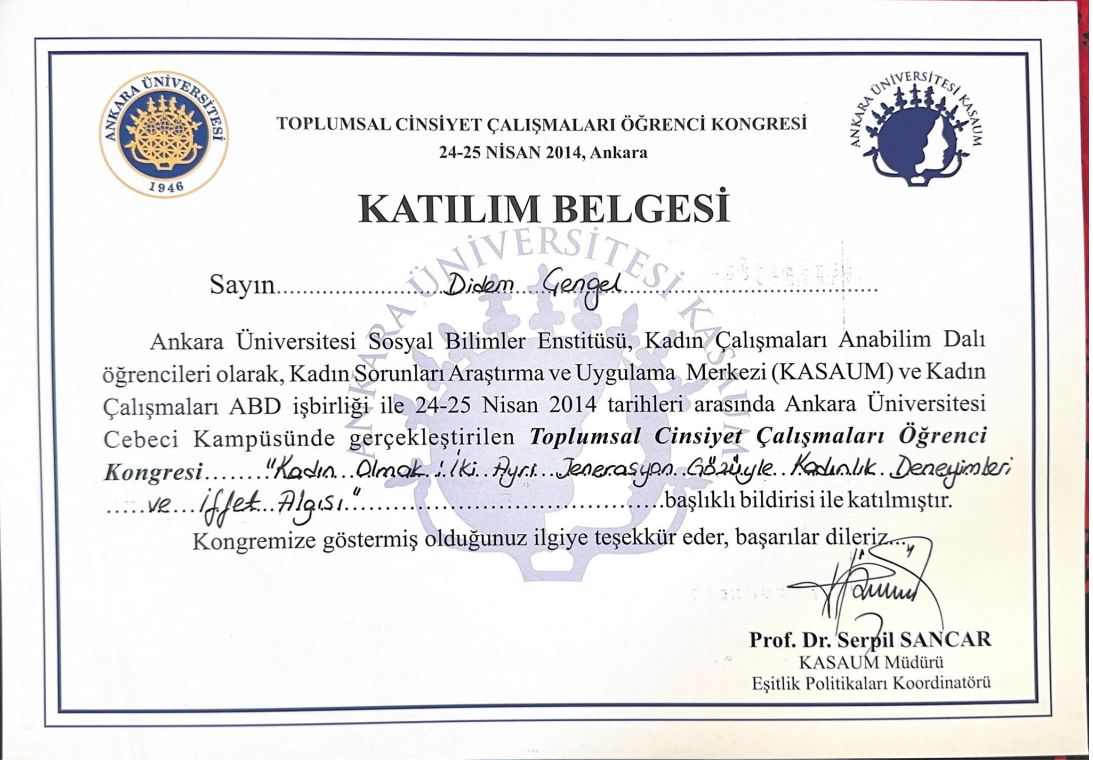 ANKARA ÜNİVERSİTESİ
1946
TOPLUMSAL CİNSİYET ÇALIŞMALARI ÖĞRENCİ KONGRESİ
24-25 NİSAN 2014, Ankara
ANKARA ÜNİVERSİTESİ KASAUM
KATILIM BELGESİ
ANKARA ÜNİVERSİTESİ KASAUM
Sayın.............................Didem....Gengel..............................................
Ankara Üniversitesi Sosyal Bilimler Enstitüsü, Kadın Çalışmaları Anabilim Dalı
öğrencileri olarak, Kadın Sorunları Araştırma ve Uygulama Merkezi (KASAUM) ve Kadın
Çalışmaları ABD işbirliği ile 24-25 Nisan 2014 tarihleri arasında Ankara Üniversitesi
Cebeci Kampüsünde gerçekleştirilen Toplumsal Cinsiyet Çalışmaları Öğrenci
Kongresi.........."Kadın...Olmak: İki..Ayrı..Jenerasyon Gözüyle Kadınlık Deneyimleri
......ve...İffet..Algısı"..................................................başlıklı bildirisi ile katılmıştır.
Kongremize göstermiş olduğunuz ilgiye teşekkür eder, başarılar dileriz...
Prof. Dr. Serpil SANCAR
KASAUM Müdürü
Eşitlik Politikaları Koordinatörü